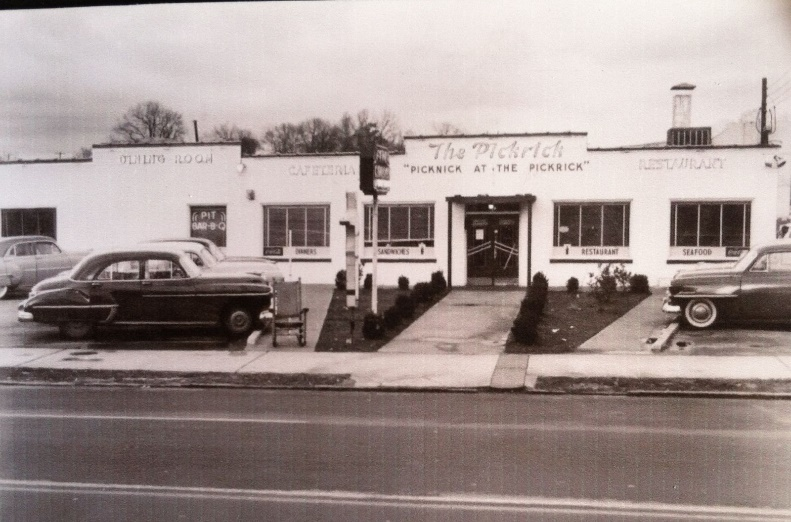 DINING ROOM
CAFETERIA
The Pickrick
"PICKNICK AT THE PICKRICK"
RESTAURANT
PIT
BAR-B-Q
DINNERS
SANDWICHES
RESTAURANT
SEAFOOD